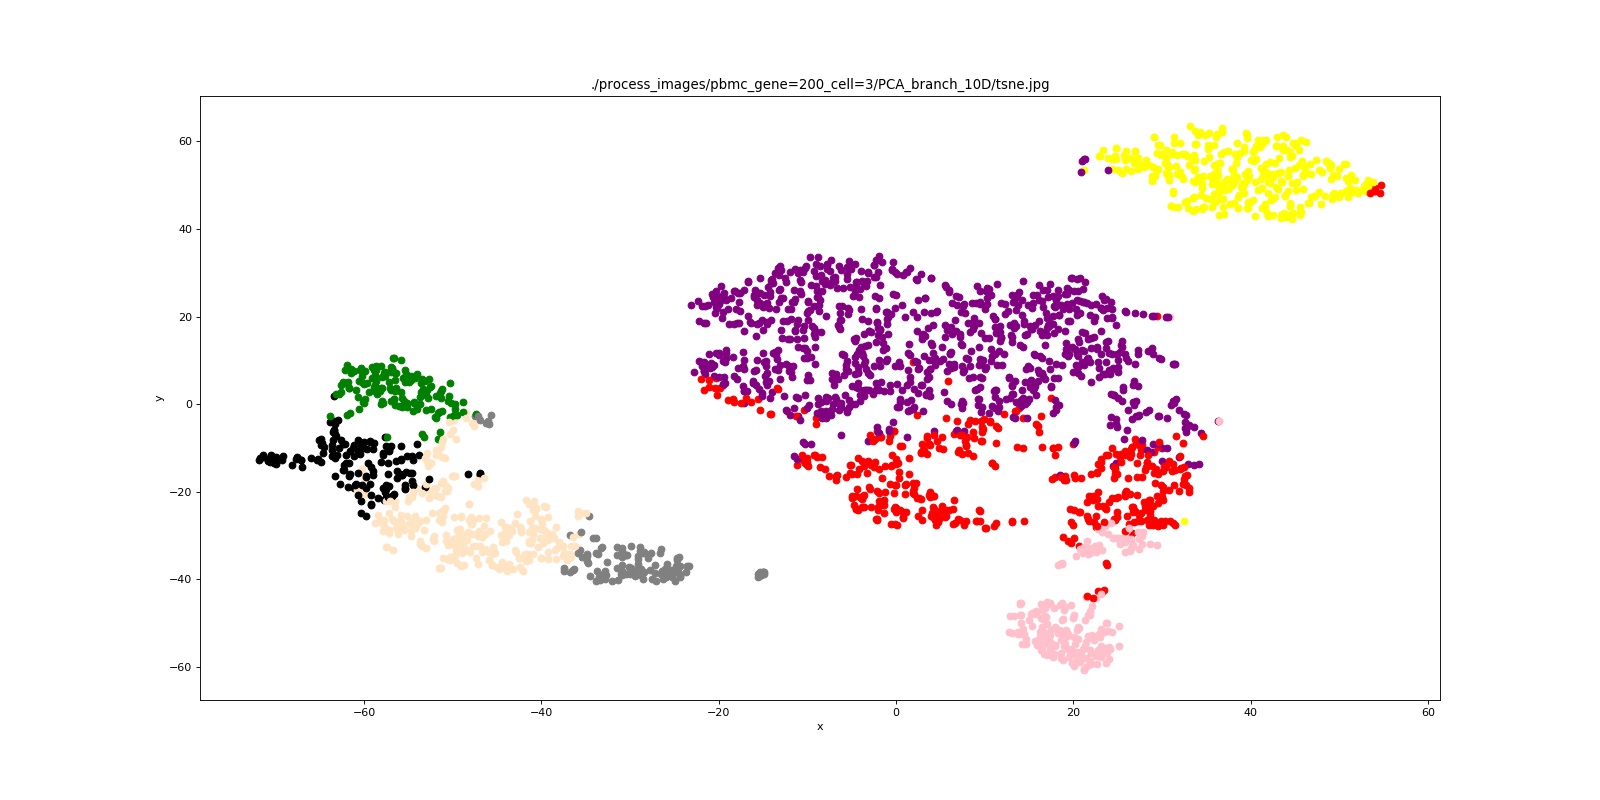 ./process_images/pbmc_gene=200_cell=3/PCA_branch_10D/tsne.jpg
60
40
20
0
−20
−40
−60
y
−60 −40 −20 0 20 40 60
x